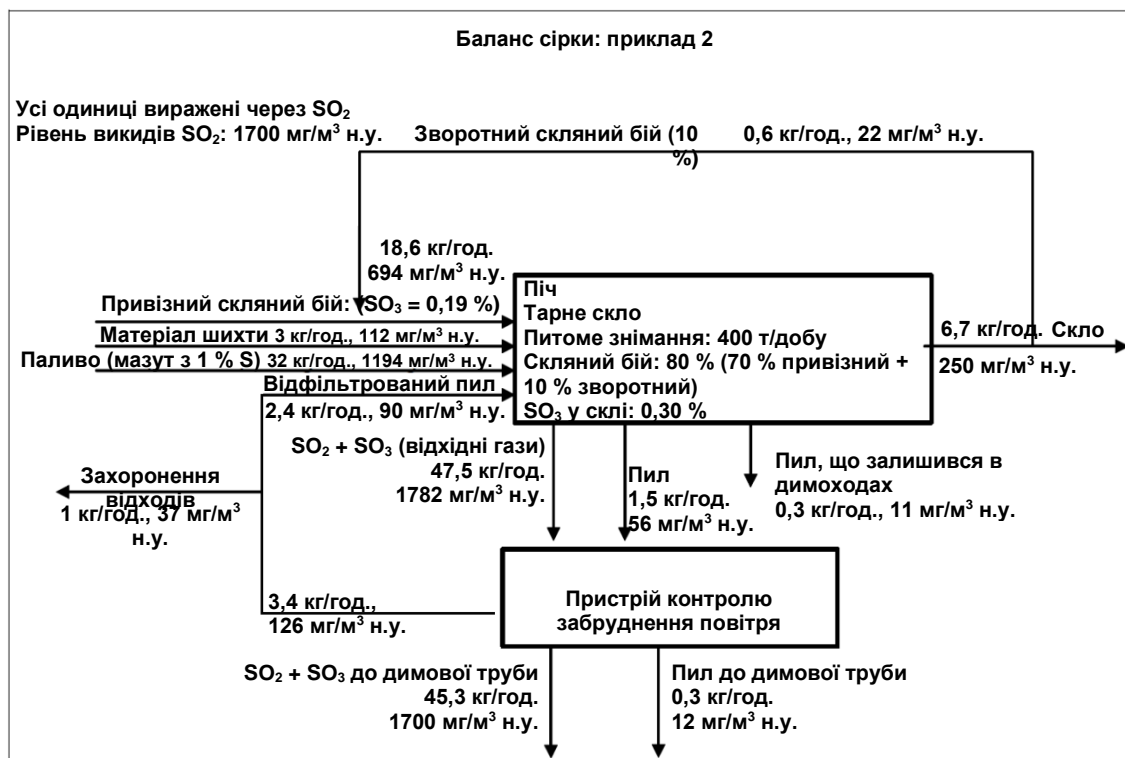 Баланс сірки: приклад 2
Усі одиниці виражені через SO₂
Рівень викидів SO₂: 1700 мг/м³ н.у.
Зворотний скляний бій (10 %)
0,6 кг/год., 22 мг/м³ н.у.
18,6 кг/год.
694 мг/м³ н.у.
Привізний скляний бій: (SO₃ = 0,19 %)
Матеріал шихти 3 кг/год., 112 мг/м³ н.у.
Паливо (мазут з 1 % S) 32 кг/год., 1194 мг/м³ н.у.
Відфільтрований пил
2,4 кг/год., 90 мг/м³ н.у.
Піч
Тарне скло
Питоме знімання: 400 т/добу
Скляний бій: 80 % (70 % привізний +
10 % зворотний)
SO₃ у склі: 0,30 %
6,7 кг/год. Скло
250 мг/м³ н.у.
SO₂ + SO₃ (відхідні гази)
47,5 кг/год.
1782 мг/м³ н.у.
Пил
1,5 кг/год.
56 мг/м³ н.у.
Пил, що залишився в
димоходах
0,3 кг/год., 11 мг/м³ н.у.
Захоронення
відходів
1 кг/год., 37 мг/м³
н.у.
3,4 кг/год.,
126 мг/м³ н.у.
Пристрій контролю
забруднення повітря
SO₂ + SO₃ до димової труби
45,3 кг/год.
1700 мг/м³ н.у.
Пил до димової труби
0,3 кг/год.
12 мг/м³ н.у.